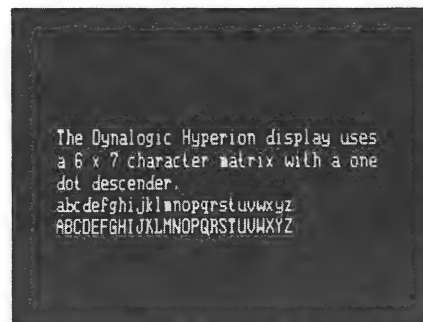 The Dynalogic Hyperion display uses
a 6 x 7 character matrix with a one
dot descender.
abcdefghijklmnopqrstuvwxyz
ABCDEFGHIJKLMNOPQRSTUVWXYZ